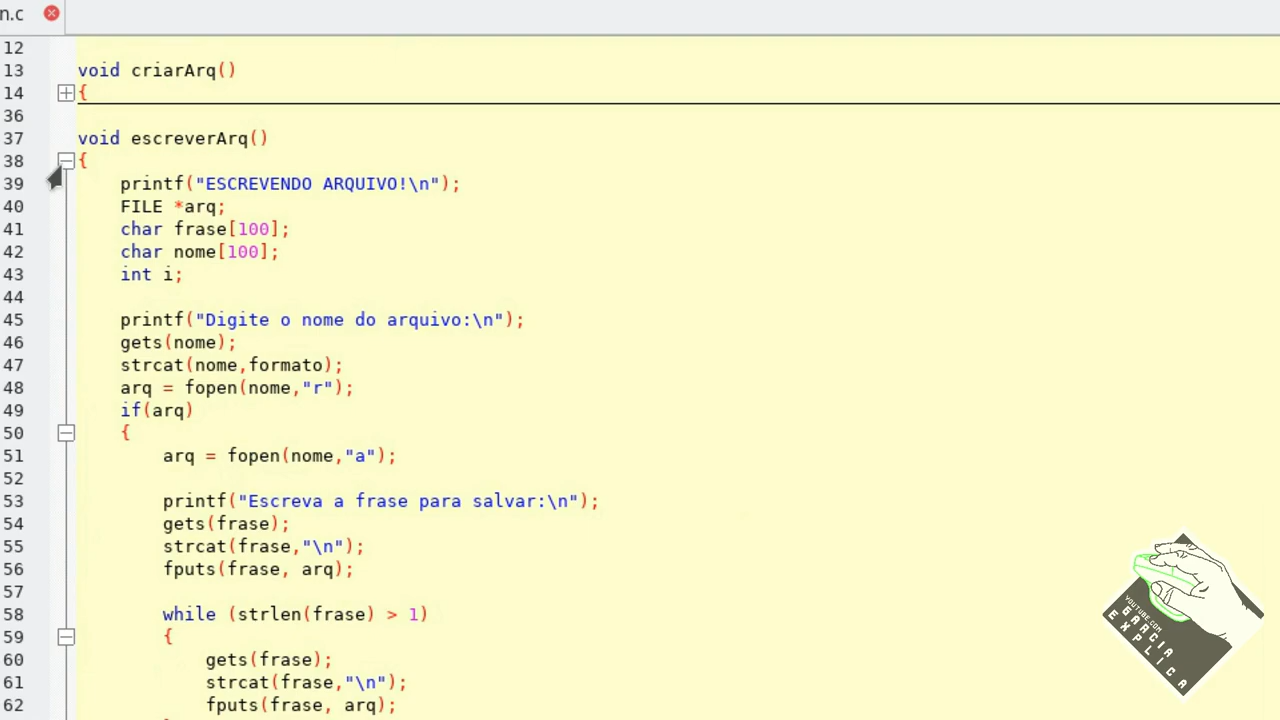 n.c
12
13 void criarArq()
14 {
36
37 void escreverArq()
38 {
39 printf("ESCREVENDO ARQUIVO!\n");
40 FILE *arq;
41 char frase[100];
42 char nome[100];
43 int i;
44
45 printf("Digite o nome do arquivo:\n");
46 gets(nome);
47 strcat(nome,formato);
48 arq = fopen(nome,"r");
49 if(arq)
50 {
51 arq = fopen(nome,"a");
52
53 printf("Escreva a frase para salvar:\n");
54 gets(frase);
55 strcat(frase,"\n");
56 fputs(frase, arq);
57
58 while (strlen(frase) > 1)
59 {
60 gets(frase);
61 strcat(frase,"\n");
62 fputs(frase, arq);
YOUTUBE.COM
GARCIA
EXPLICA